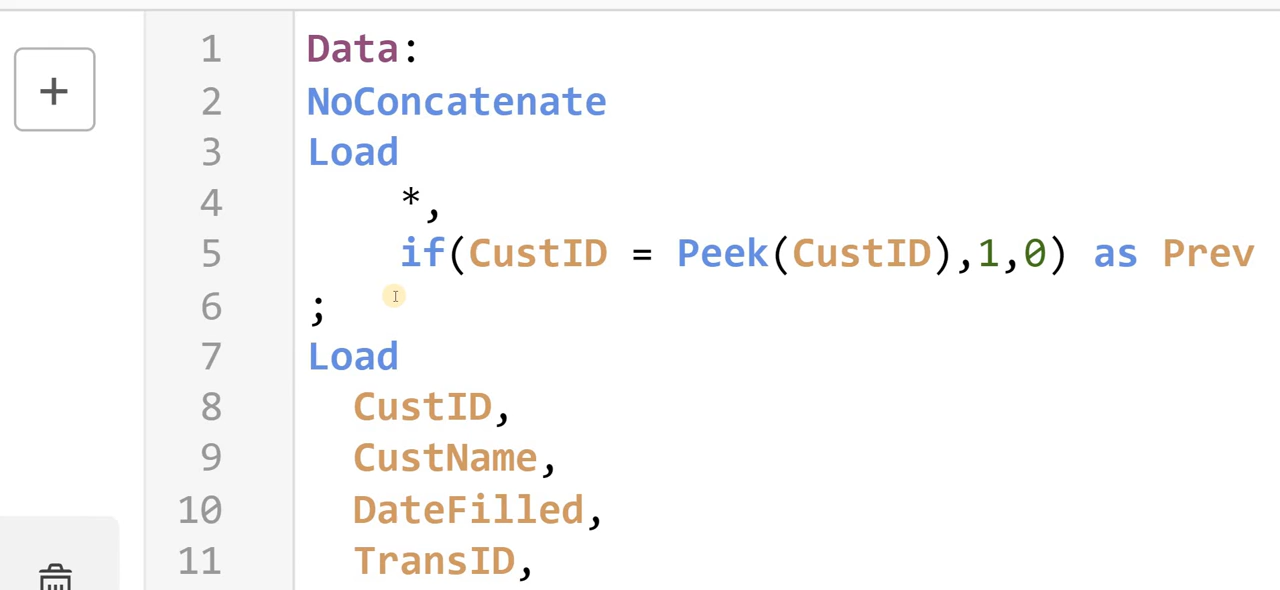 1 Data:
2 NoConcatenate
3 Load
4 *,
5 if(CustID = Peek(CustID),1,0) as Prev
6 ;
7 Load
8 CustID,
9 CustName,
10 DateFilled,
11 TransID,